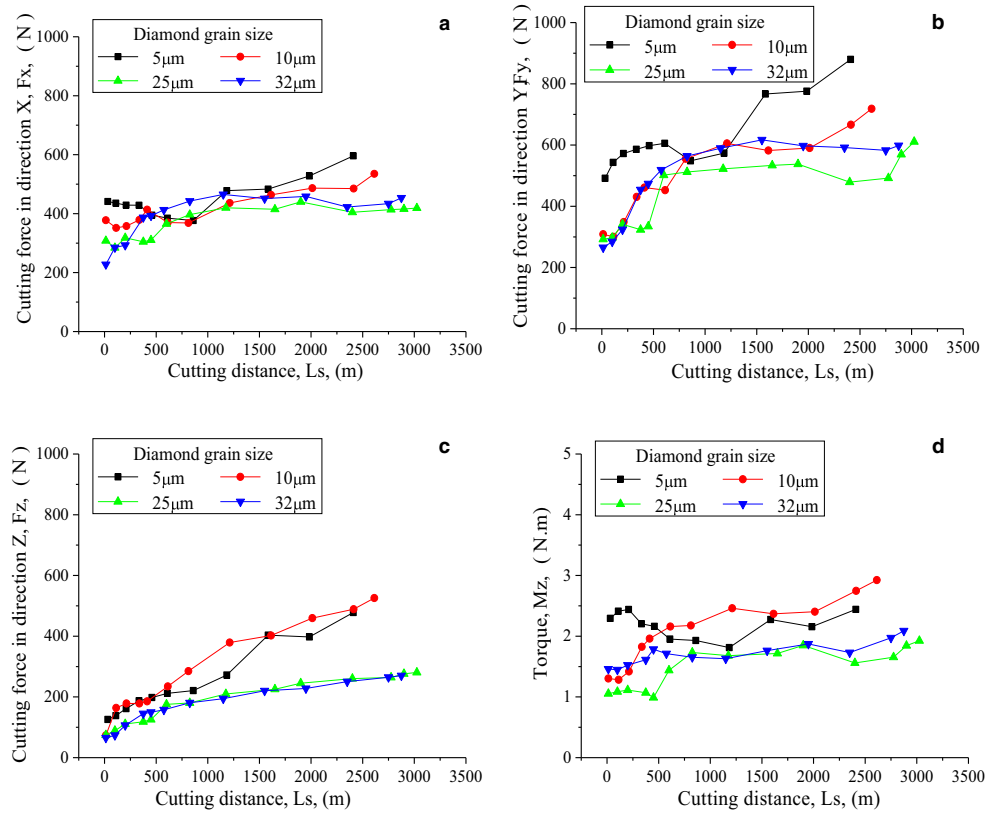 a
Diamond grain size
5μm 10μm
25μm 32μm
Cutting force in direction X, Fx, ( N )
1000
800
600
400
200
0
0 500 1000 1500 2000 2500 3000 3500
Cutting distance, Ls, (m)
b
Diamond grain size
5μm 10μm
25μm 32μm
Cutting force in direction YFy, ( N )
1000
800
600
400
200
0
0 500 1000 1500 2000 2500 3000 3500
Cutting distance, Ls, (m)
c
Diamond grain size
5μm 10μm
25μm 32μm
Cutting force in direction Z, Fz, ( N )
1000
800
600
400
200
0
0 500 1000 1500 2000 2500 3000 3500
Cutting distance, Ls, (m)
d
Diamond grain size
5μm 10μm
25μm 32μm
Torque, Mz, ( N.m )
5
4
3
2
1
0
0 500 1000 1500 2000 2500 3000 3500
Cutting distance, Ls, (m)